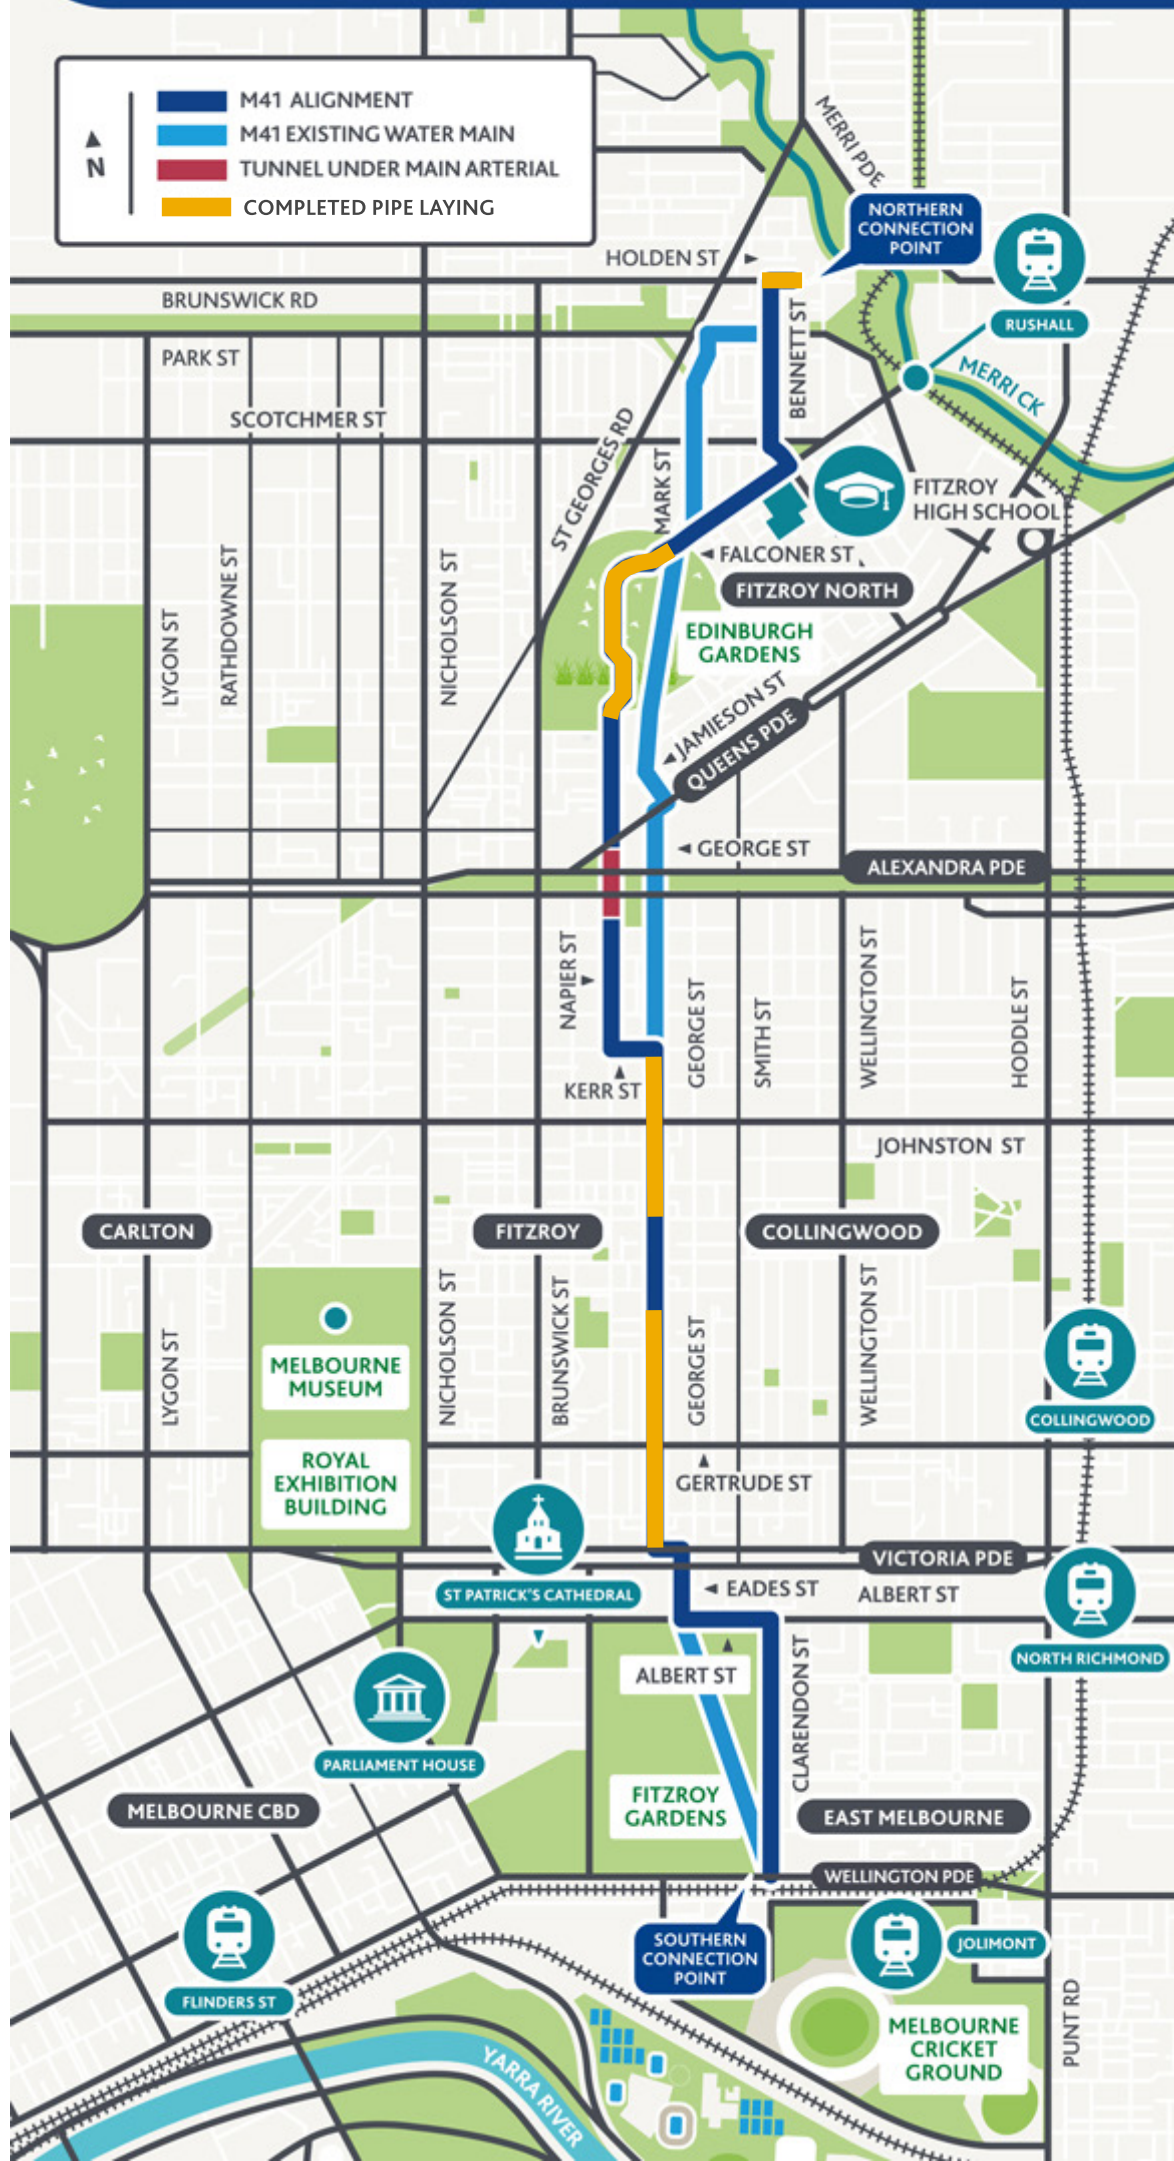 M41 ALIGNMENT
M41 EXISTING WATER MAIN
TUNNEL UNDER MAIN ARTERIAL
COMPLETED PIPE LAYING
N
MERRI PDE
NORTHERN
CONNECTION
POINT
HOLDEN ST
BRUNSWICK RD
RUSHALL
PARK ST
BENNETT ST
MERRI CK
SCOTCHMER ST
ST GEORGES RD
MARK ST
FITZROY
HIGH SCHOOL
FALCONER ST
FITZROY NORTH
LYGON ST
RATHDOWNE ST
NICHOLSON ST
EDINBURGH
GARDENS
JAMIESON ST
QUEENS PDE
GEORGE ST
ALEXANDRA PDE
NAPIER ST
GEORGE ST
SMITH ST
WELLINGTON ST
HODDLE ST
KERR ST
JOHNSTON ST
CARLTON
FITZROY
COLLINGWOOD
LYGON ST
NICHOLSON ST
BRUNSWICK ST
GEORGE ST
WELLINGTON ST
MELBOURNE
MUSEUM
COLLINGWOOD
ROYAL
EXHIBITION
BUILDING
GERTRUDE ST
VICTORIA PDE
ST PATRICK'S CATHEDRAL
EADES ST
ALBERT ST
ALBERT ST
CLARENDON ST
NORTH RICHMOND
PARLIAMENT HOUSE
MELBOURNE CBD
FITZROY
GARDENS
EAST MELBOURNE
WELLINGTON PDE
SOUTHERN
CONNECTION
POINT
JOLIMONT
FLINDERS ST
MELBOURNE
CRICKET
GROUND
PUNT RD
YARRA RIVER